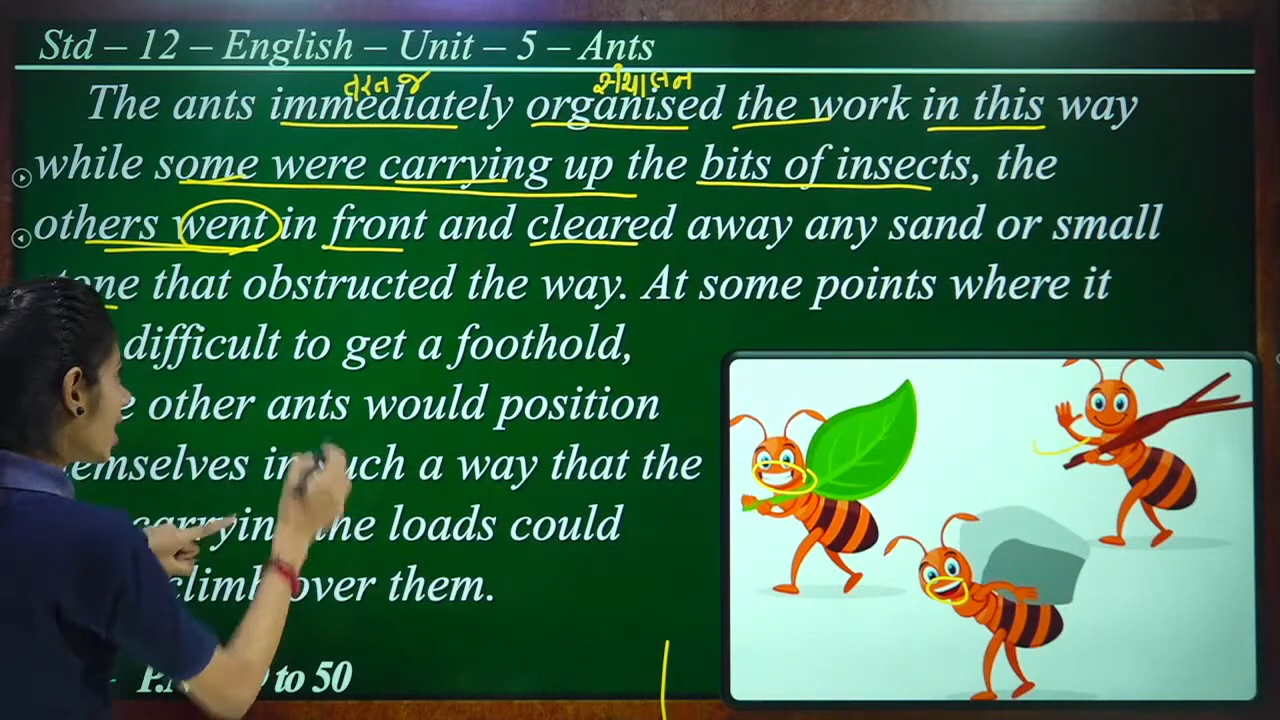 Std – 12 – English – Unit – 5 – Ants
તરત જ સંચાલન
The ants immediately organised the work in this way
while some were carrying up the bits of insects, the
others went in front and cleared away any sand or small
that obstructed the way. At some points where it
difficult to get a foothold,
other ants would position
in such a way that the
carrying the loads could
climb over them.
to 50